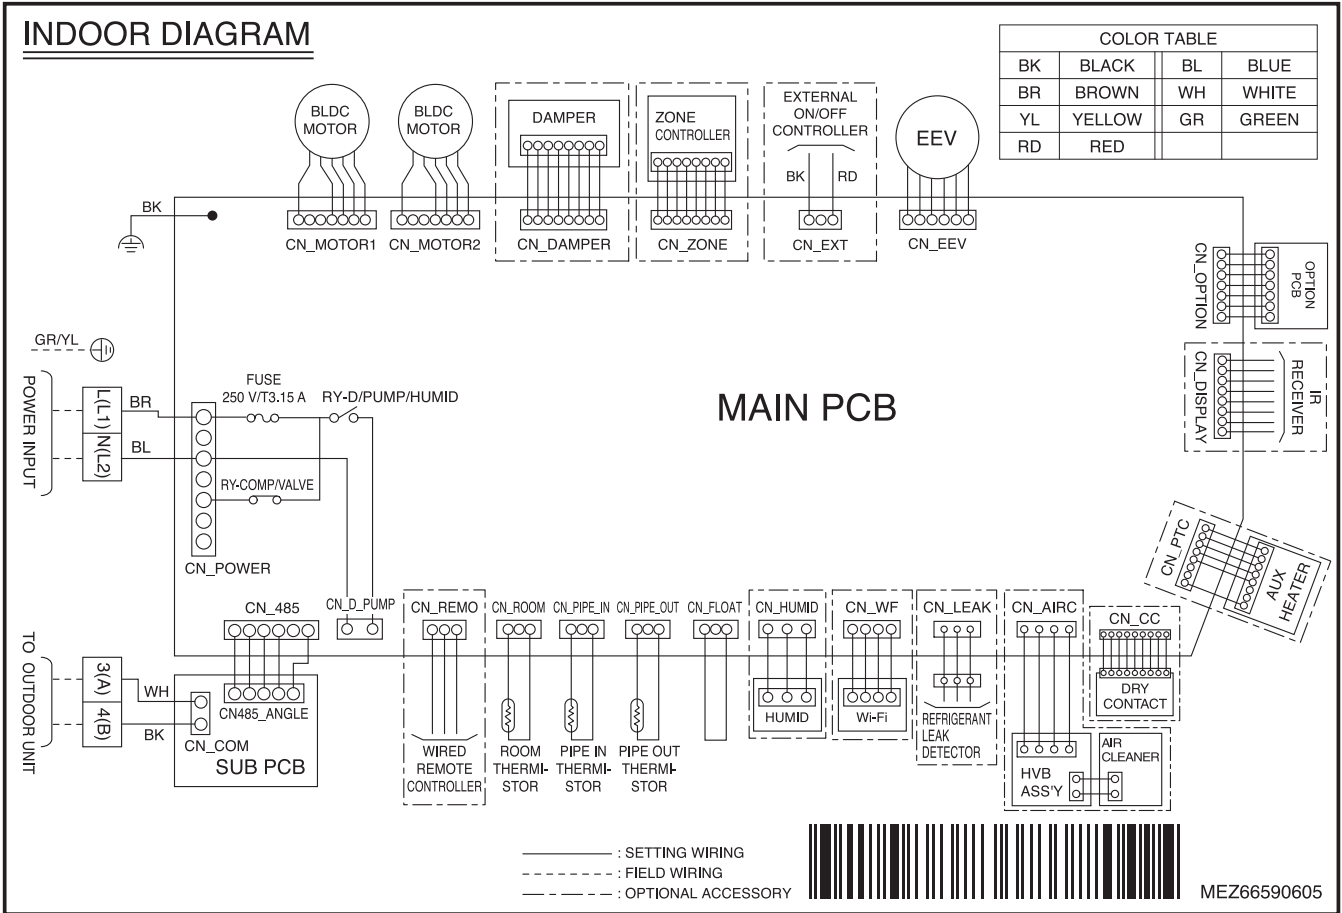 INDOOR DIAGRAM
COLOR TABLE
BK BLACK BL BLUE
BR BROWN WH WHITE
YL YELLOW GR GREEN
RD RED
BLDC
MOTOR
BLDC
MOTOR
DAMPER
ZONE
CONTROLLER
EXTERNAL
ON/OFF
CONTROLLER
BK RD
EEV
BK
CN_MOTOR1
CN_MOTOR2
CN_DAMPER
CN_ZONE
CN_EXT
CN_EEV
CN_OPTION
OPTION
PCB
CN_DISPLAY
IR
RECEIVER
GR/YL
POWER INPUT
L(L1)
N(L2)
BR
BL
FUSE
250 V/T3.15 A
RY-D/PUMP/HUMID
RY-COMP/VALVE
CN_POWER
MAIN PCB
CN_PTC
AUX
HEATER
CN_485
CN_D_PUMP
CN_REMO
CN_ROOM
CN_PIPE_IN
CN_PIPE_OUT
CN_FLOAT
CN_HUMID
CN_WF
CN_LEAK
CN_AIRC
CN_CC
TO OUTDOOR UNIT
3(A)
4(B)
WH
BK
CN485_ANGLE
CN_COM
SUB PCB
WIRED
REMOTE
CONTROLLER
ROOM
THERMI-
STOR
PIPE IN
THERMI-
STOR
PIPE OUT
THERMI-
STOR
HUMID
Wi-Fi
REFRIGERANT
LEAK
DETECTOR
DRY
CONTACT
HVB
ASS'Y
AIR
CLEANER
: SETTING WIRING
: FIELD WIRING
: OPTIONAL ACCESSORY
MEZ66590605